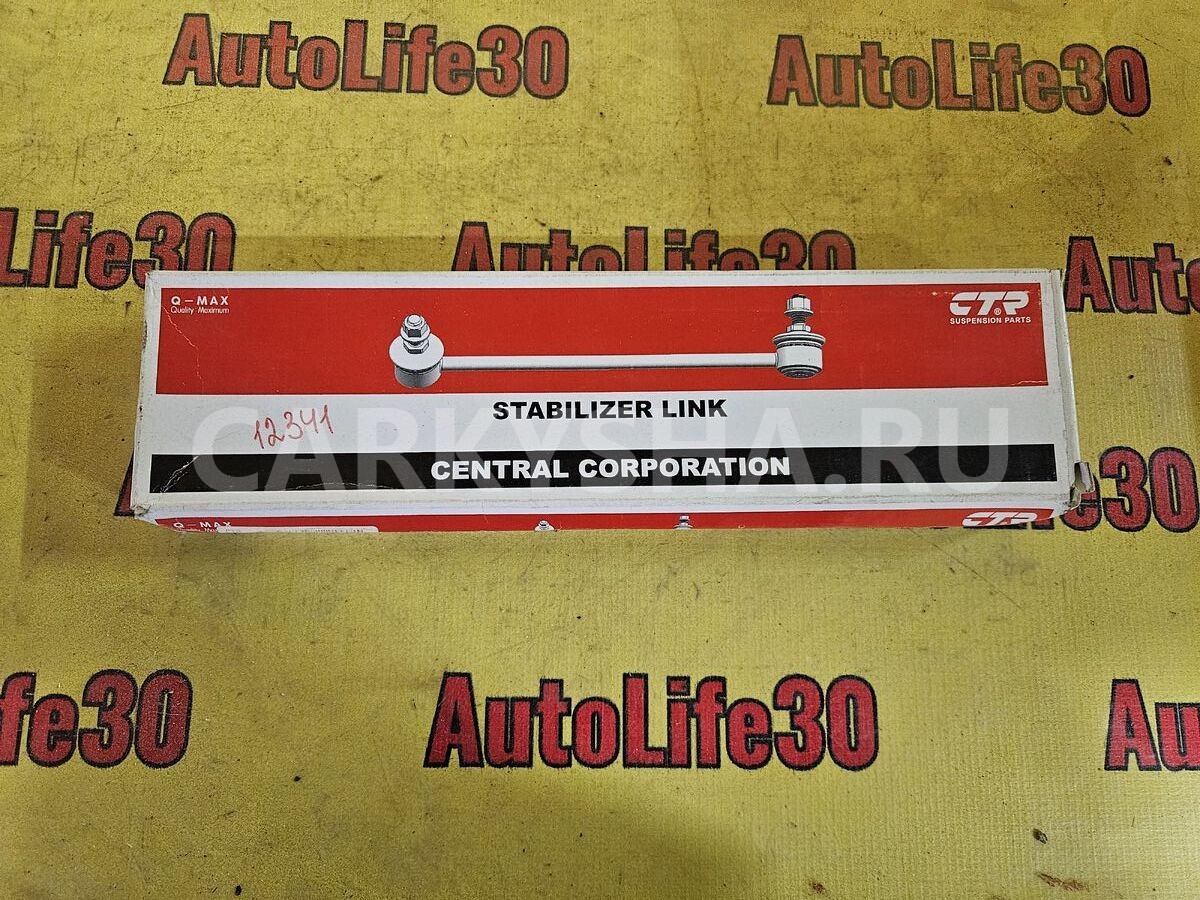 AutoLife30
AutoLife30
Life30
AutoLife30
Auto
Q-MAX
Quality Maximum
CTR
®
SUSPENSION PARTS
STABILIZER LINK
12341
CARKYSHA.RU
CENTRAL CORPORATION
e30
Q-MAX
CTR
fe30
AutoLife30
Au